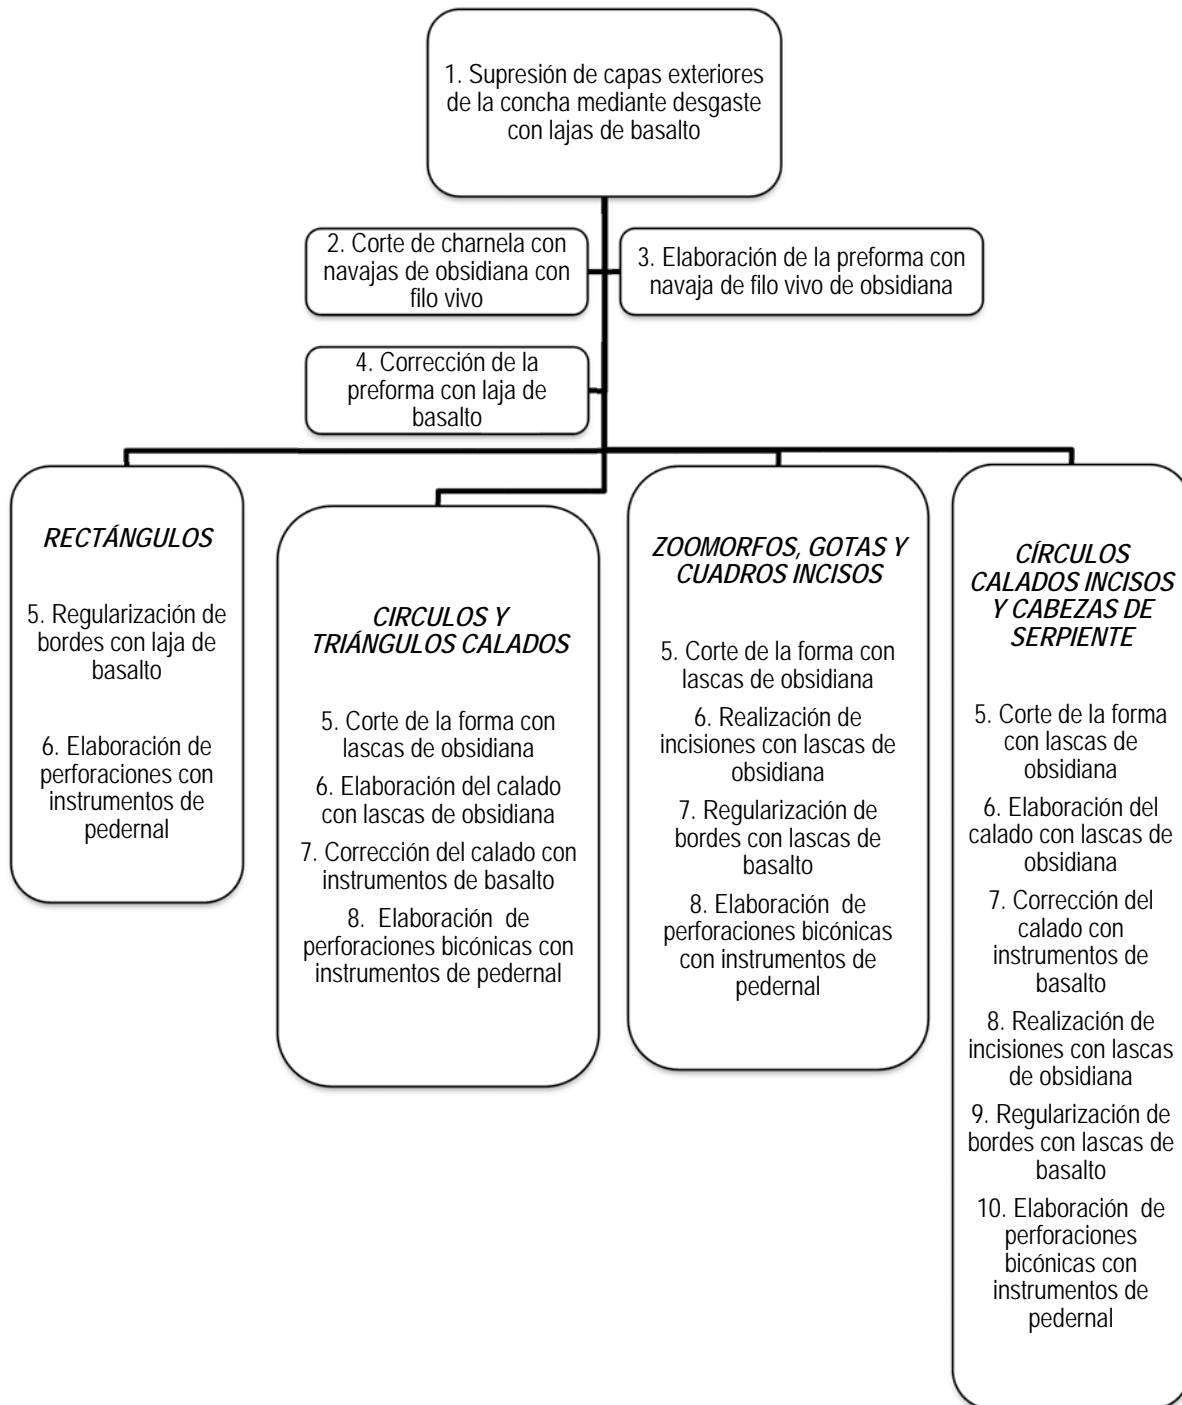 1. Supresión de capas exteriores
de la concha mediante desgaste
con lajas de basalto
2. Corte de charnela con
navajas de obsidiana con
filo vivo
3. Elaboración de la preforma con
navaja de filo vivo de obsidiana
4. Corrección de la
preforma con laja de
basalto
RECTÁNGULOS
5. Regularización de
bordes con laja de
basalto
6. Elaboración de
perforaciones con
instrumentos de
pedernal
CIRCULOS Y
TRIÁNGULOS CALADOS
5. Corte de la forma con
lascas de obsidiana
6. Elaboración del calado
con lascas de obsidiana
7. Corrección del calado con
instrumentos de basalto
8. Elaboración de
perforaciones bicónicas con
instrumentos de pedernal
ZOOMORFOS, GOTAS Y
CUADROS INCISOS
5. Corte de la forma con
lascas de obsidiana
6. Realización de
incisiones con lascas de
obsidiana
7. Regularización de
bordes con lascas de
basalto
8. Elaboración de
perforaciones bicónicas
con instrumentos de
pedernal
CÍRCULOS
CALADOS INCISOS
Y CABEZAS DE
SERPIENTE
5. Corte de la forma
con lascas de
obsidiana
6. Elaboración del
calado con lascas de
obsidiana
7. Corrección del
calado con
instrumentos de
basalto
8. Realización de
incisiones con lascas
de obsidiana
9. Regularización de
bordes con lascas de
basalto
10. Elaboración de
perforaciones
bicónicas con
instrumentos de
pedernal